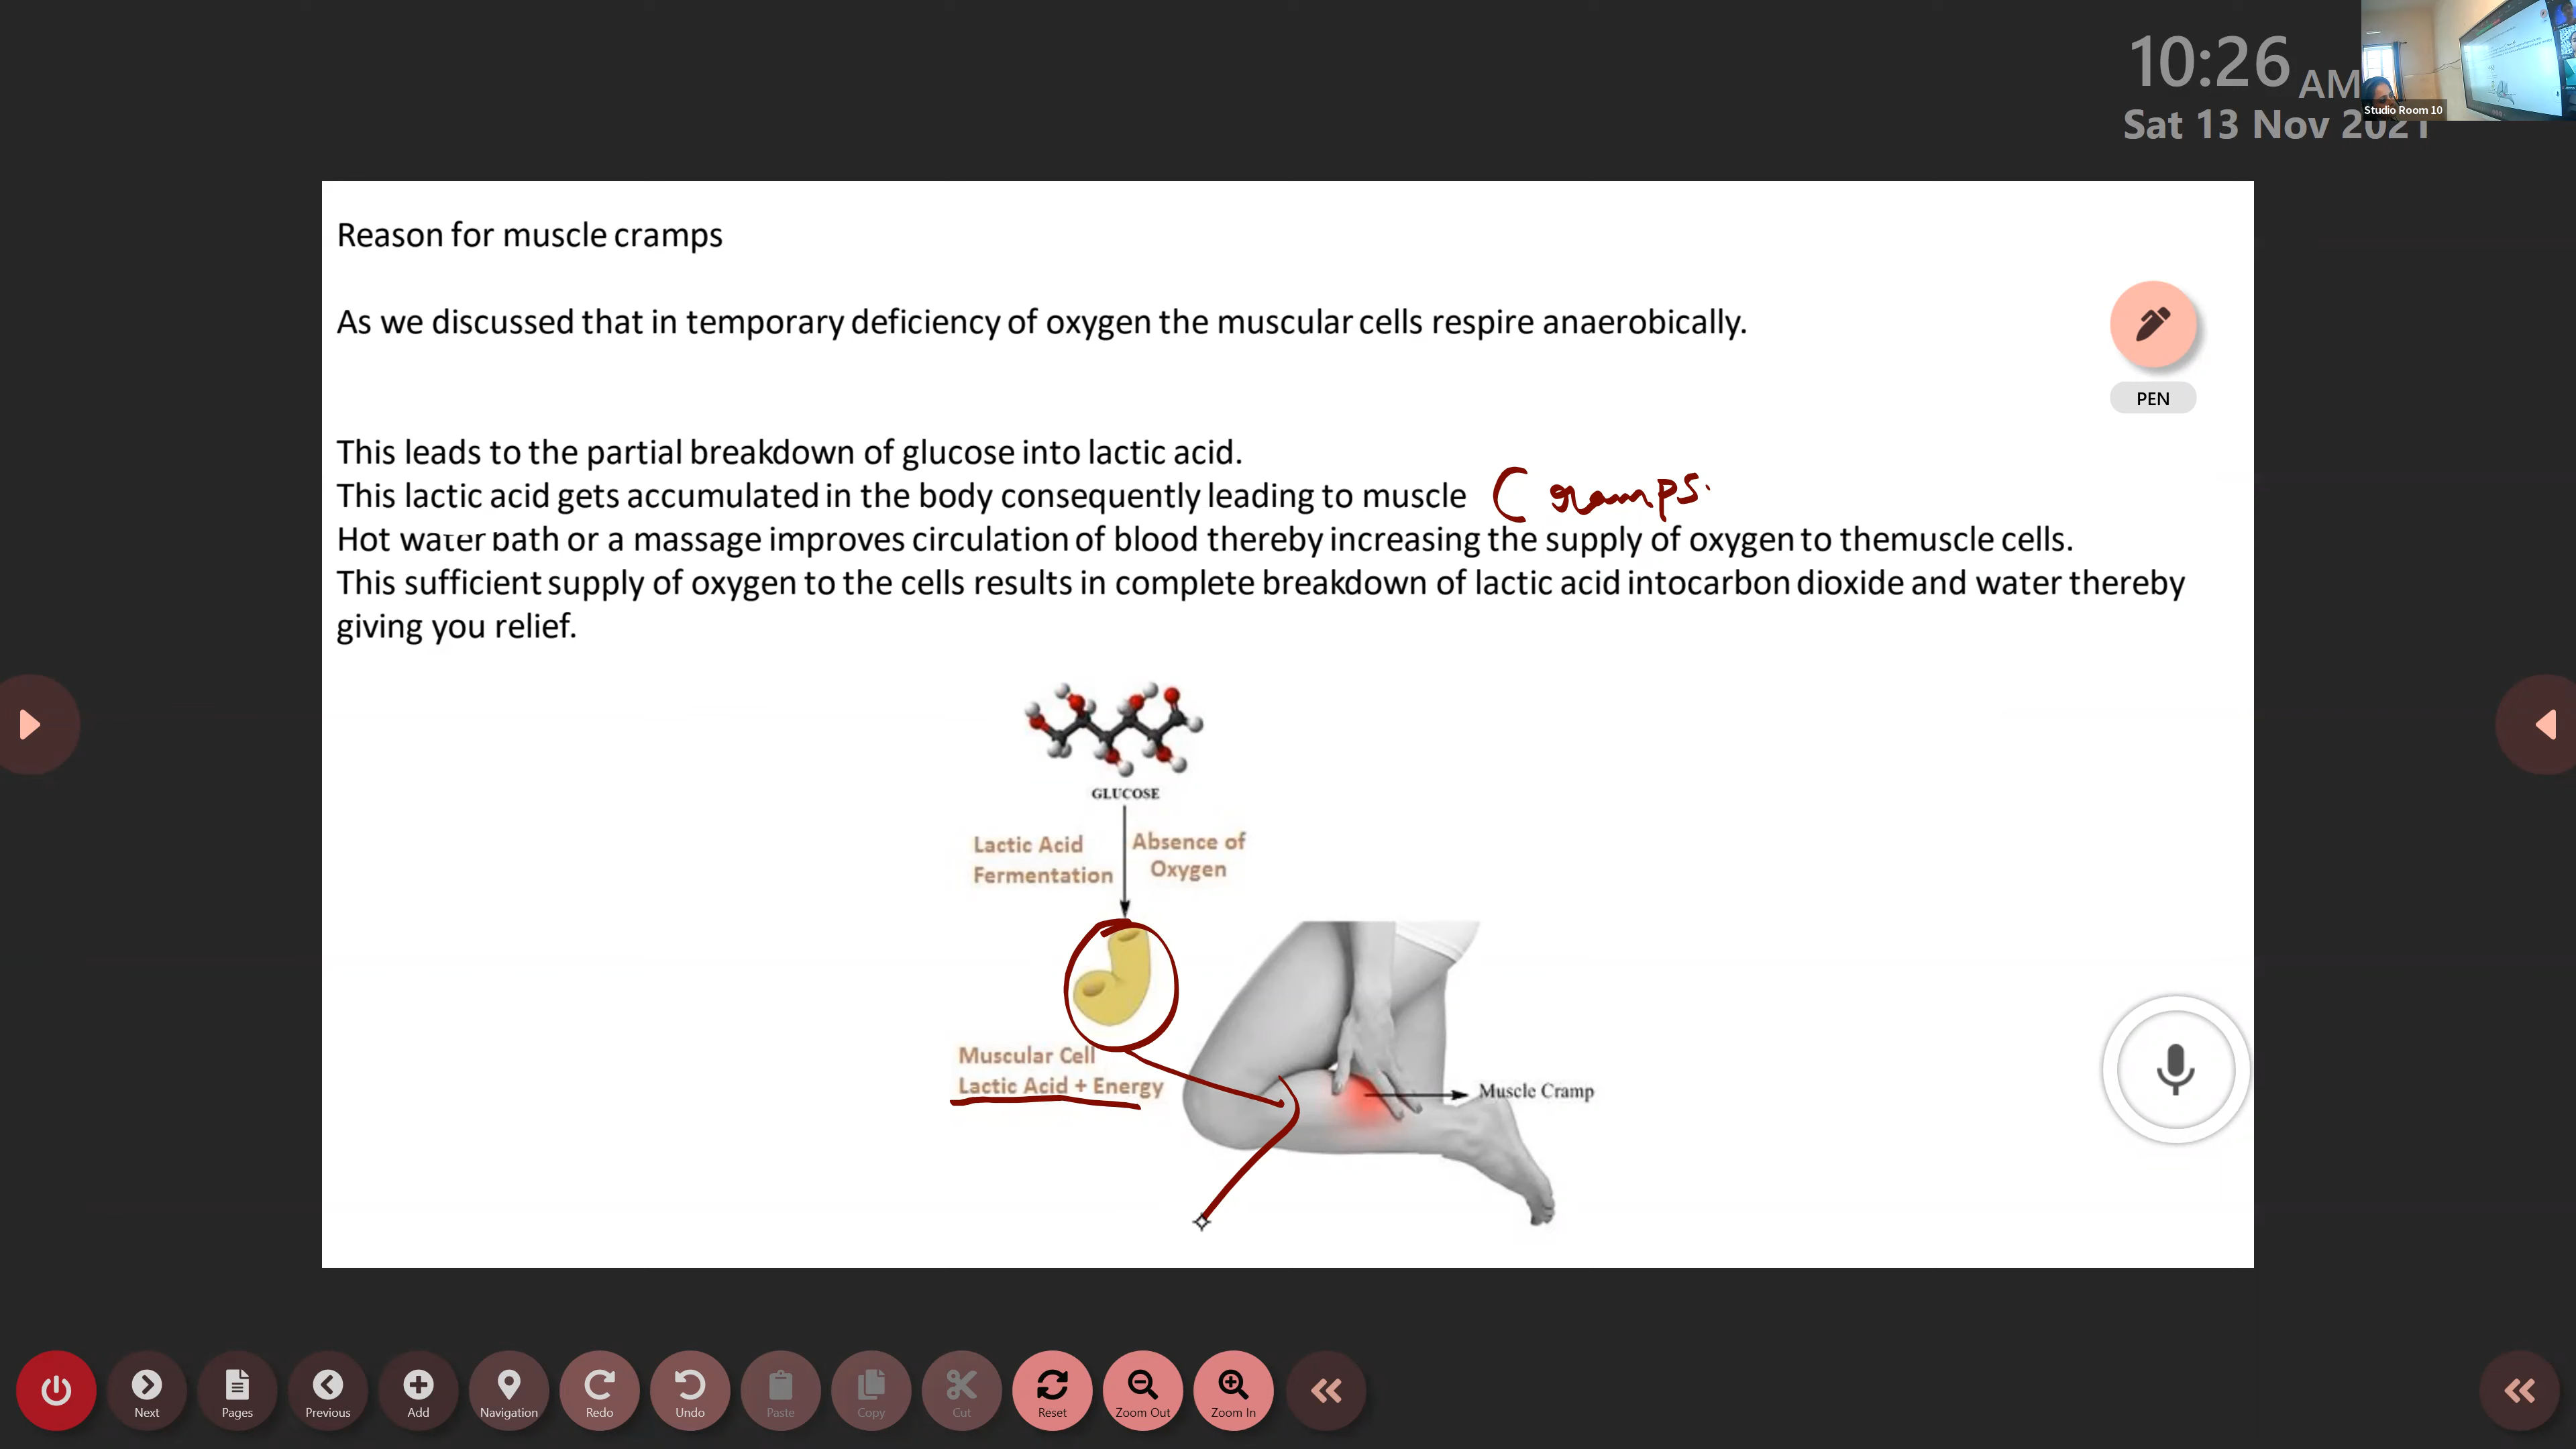 10:26 AM
Studio Room 10
Sat 13 Nov 2021
Reason for muscle cramps
As we discussed that in temporary deficiency of oxygen the muscular cells respire anaerobically.
PEN
This leads to the partial breakdown of glucose into lactic acid.
This lactic acid gets accumulated in the body consequently leading to muscle Cramps.
Hot water bath or a massage improves circulation of blood thereby increasing the supply of oxygen to themuscle cells.
This sufficient supply of oxygen to the cells results in complete breakdown of lactic acid intocarbon dioxide and water thereby
giving you relief.
GLUCOSE
Lactic Acid
Fermentation
Absence of
Oxygen
Muscular Cell
Lactic Acid + Energy
Muscle Cramp
Next
Pages
Previous
Add
Navigation
Redo
Undo
Paste
Copy
Cut
Reset
Zoom Out
Zoom In